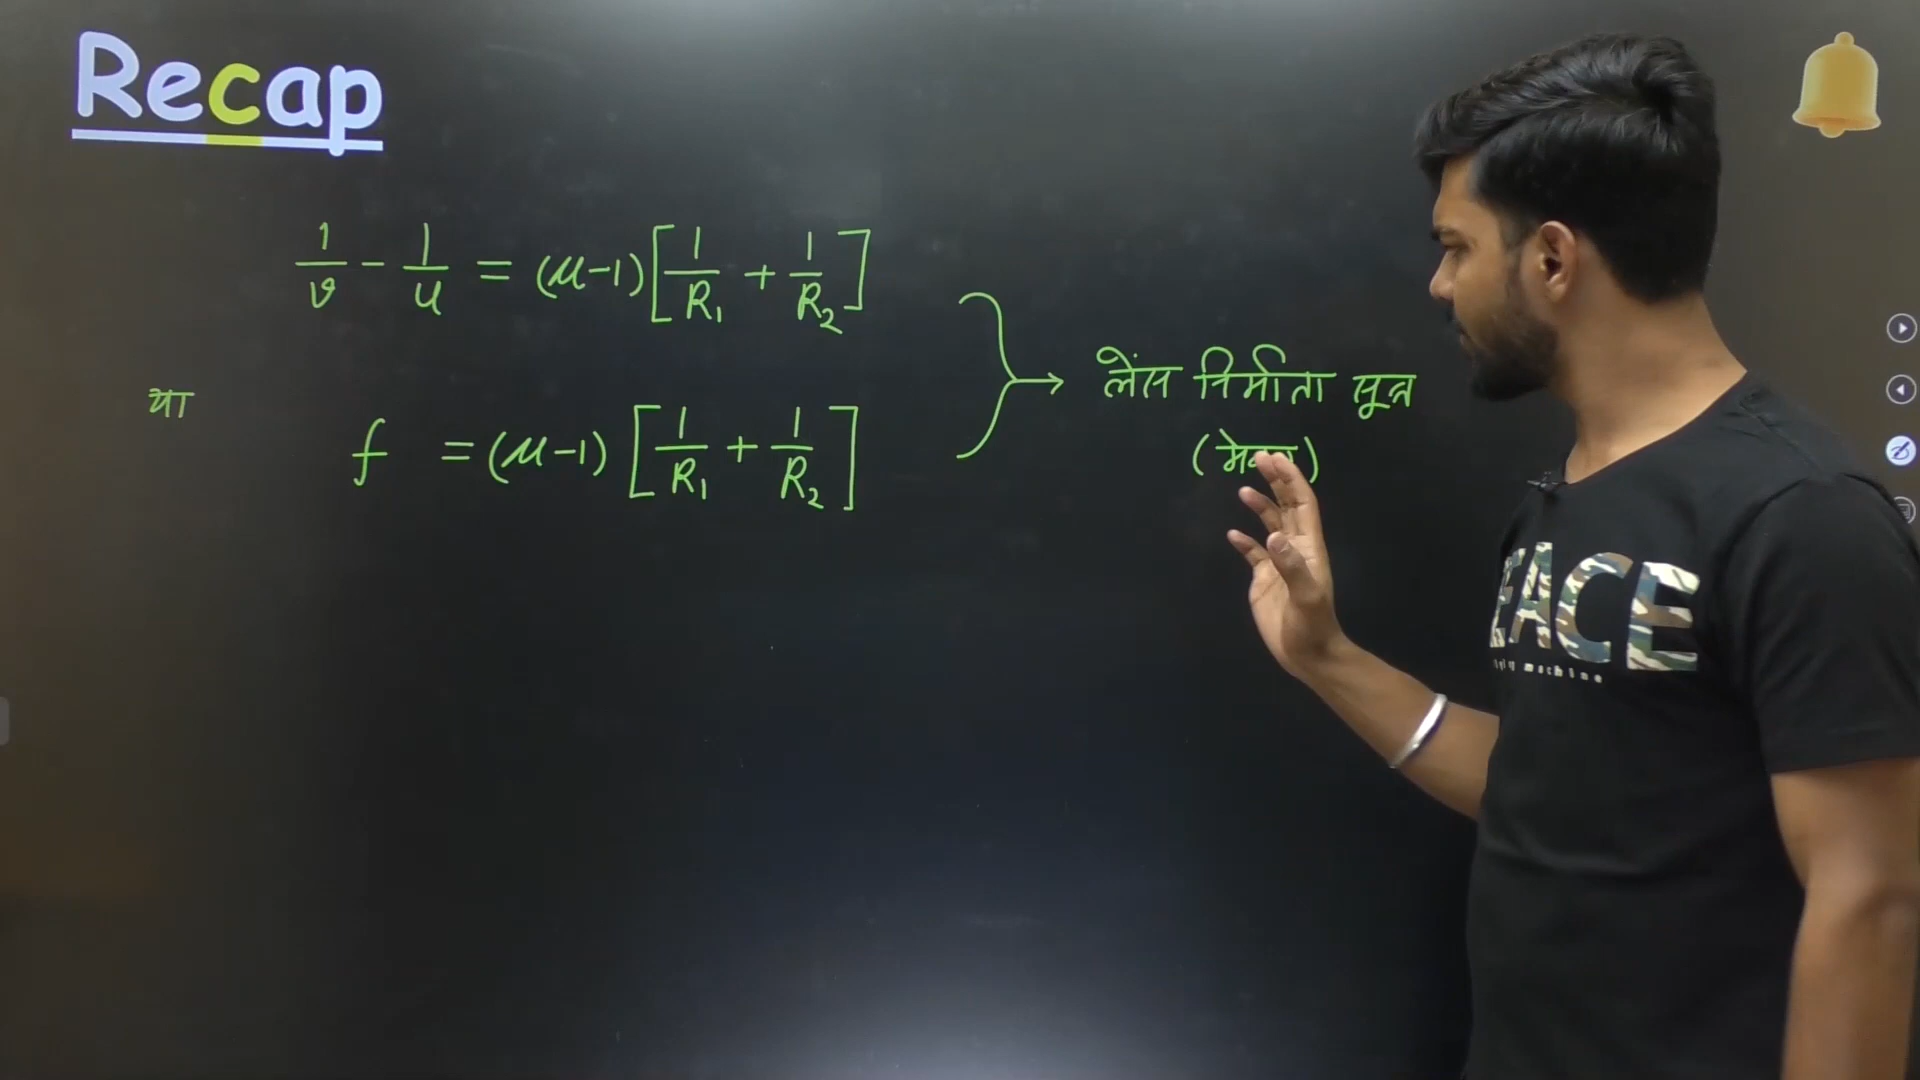 Recap
1/v - 1/u = (μ-1) [1/R₁ + 1/R₂]
या
f = (μ-1) [1/R₁ + 1/R₂]
लेंस निर्माता सूत्र
EACE